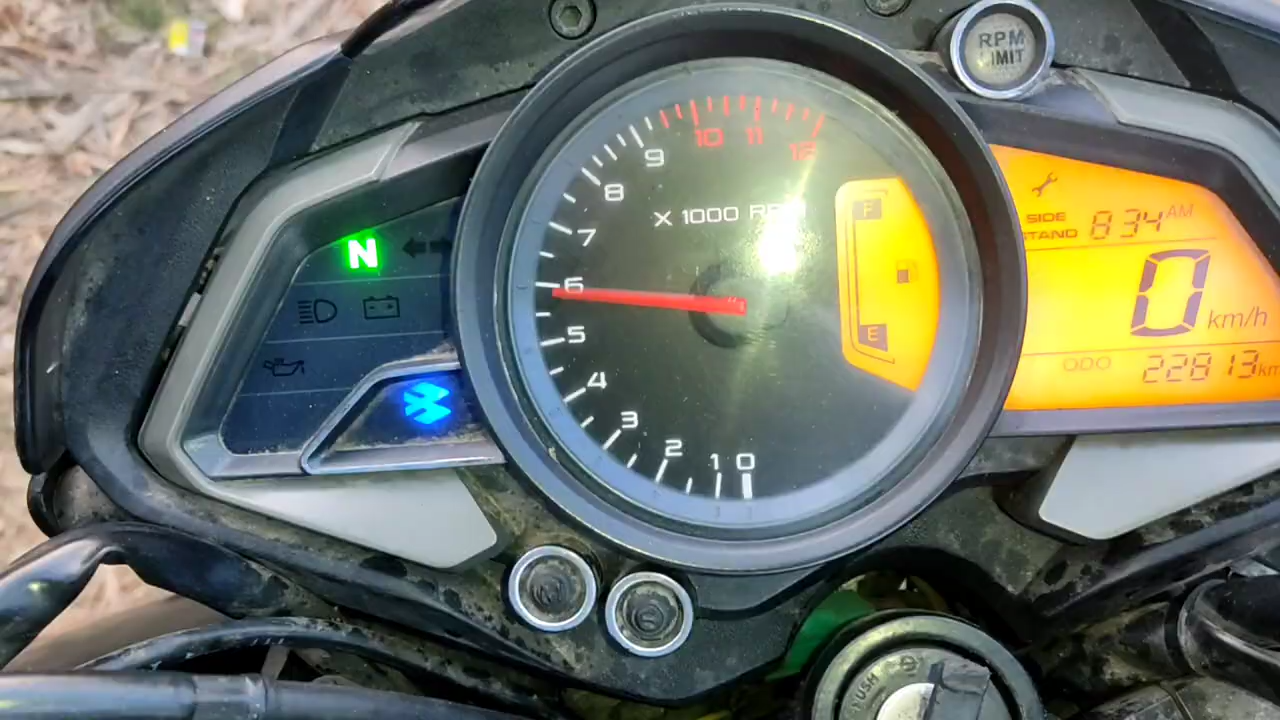 RPM
LIMIT
10 11 12
9
8
7
6
5
4
3
2
1 0
X 1000 RPM
F
E
N
SIDE
STAND 8 34 AM
0 km/h
ODO 22813 km
PUSH